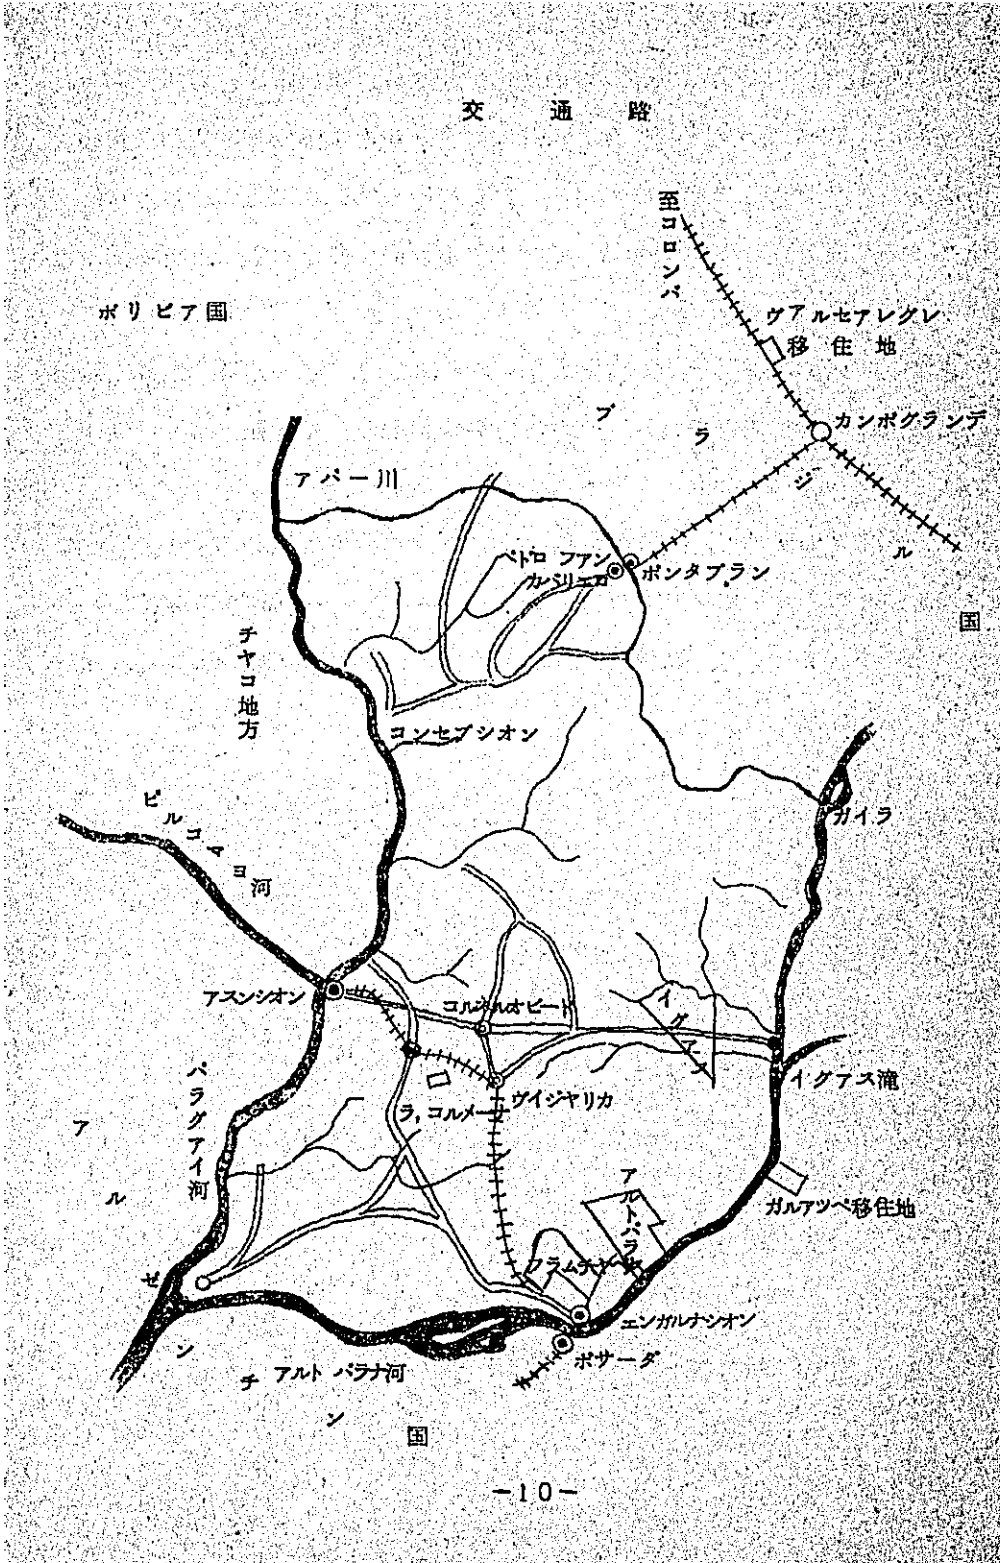 交通路
至コロンバ
ボリビア国
ヴアルセアレグレ
移住地
カンポグランデ
ブラジル国
アパー川
ペドロ フアン
カバリエロ
ポンタプラン
チヤコ地方
コンセプシオン
ピルコマヨ河
ガイラ
アスンシオン
コルネルオビード
イグアス
イグアス滝
ヴイジヤリカ
ラ,コルメーナ
パラグアイ河
アルゼンチン国
アルトパラナ
ガルアツペ移住地
フラム
エンカルナシオン
ポサーダ
アルト パラナ河
-10-